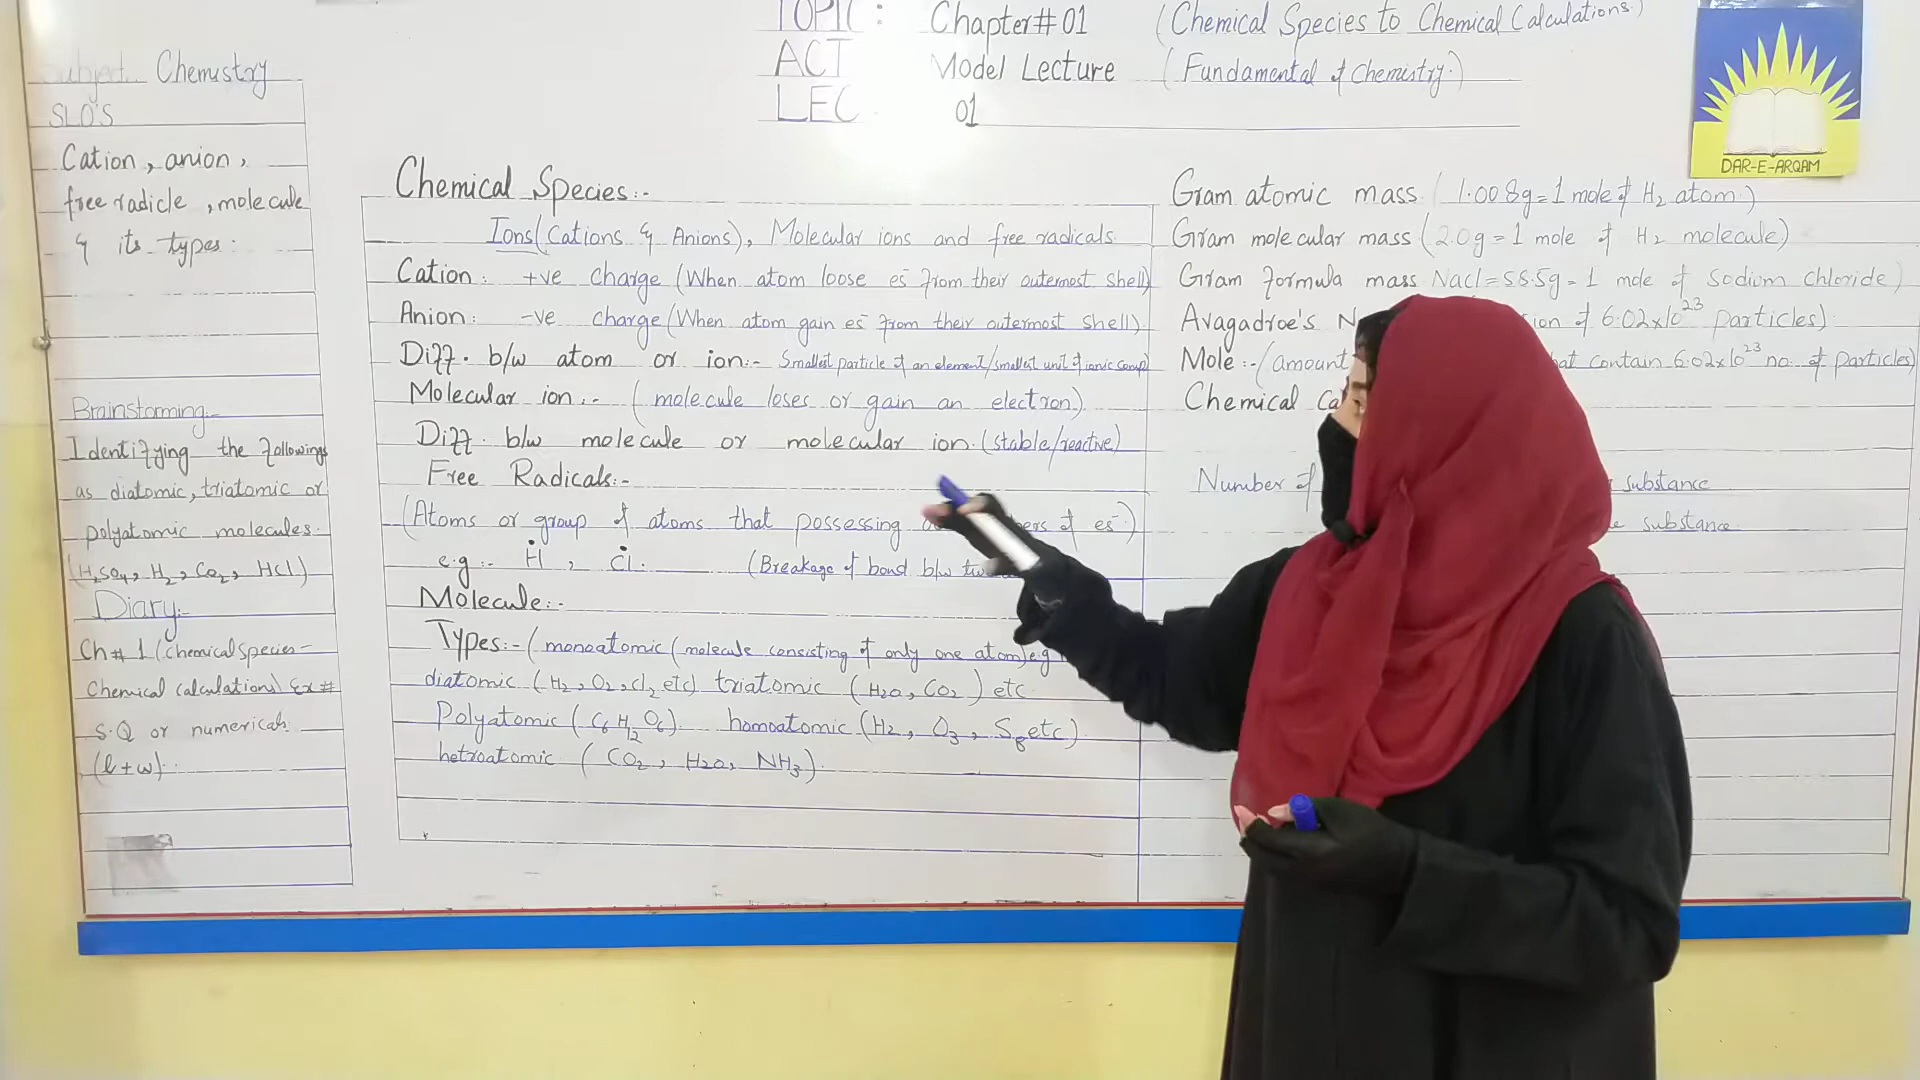 Subject Chemistry
SLO'S
Cation, anion,
free radicle, molecule
& its types:
Brainstorming:-
Identifying the followings
as diatomic, triatomic or
polyatomic molecules.
(H2SO4, H2, CO2, HCl)
Diary:-
Ch#1 (Chemical Species-
Chemical Calculations) Ex#
S.Q or numericals.
(l+w).
TOPIC: Chapter#01 (Chemical Species to Chemical Calculations.)
ACT Model Lecture (Fundamental of Chemistry.)
LEC. 01
Chemical Species:-
Ions(Cations & Anions), Molecular ions and free radicals.
Cation: +ve charge (When atom loose es⁻ from their outermost shell)
Anion: -ve charge (When atom gain es⁻ from their outermost shell)
Diff. b/w atom or ion:- Smallest particle of an element/smallest unit of ionic comp)
Molecular ion:- (molecule loses or gain an electron).
Diff. b/w molecule or molecular ion. (stable/reactive)
Free Radicals:-
(Atoms or group of atoms that possessing of es⁻)
e.g:- Ḣ, Ċl. (Breakage of bond b/w
Molecule:-
Types:- (monoatomic (molecule consisting of only one atom) e.g
diatomic (H2, O2, Cl2 etc) triatomic (H2O, CO2) etc
Polyatomic (C6H12O6). homoatomic (H2, O3, S8 etc)
hetroatomic (CO2, H2O, NH3).
Gram atomic mass (1.008g=1 mole of H2 atom.)
Gram molecular mass (2.0g=1 mole of H2 molecule)
Gram formula mass NaCl=58.5g=1 mole of Sodium Chloride)
Avagadroe's of 6.02x10²³ particles).
Mole:- (amount contain 6.02x10²³ no. of particles)
Chemical
Number of substance
substance.
DAR-E-ARQAM